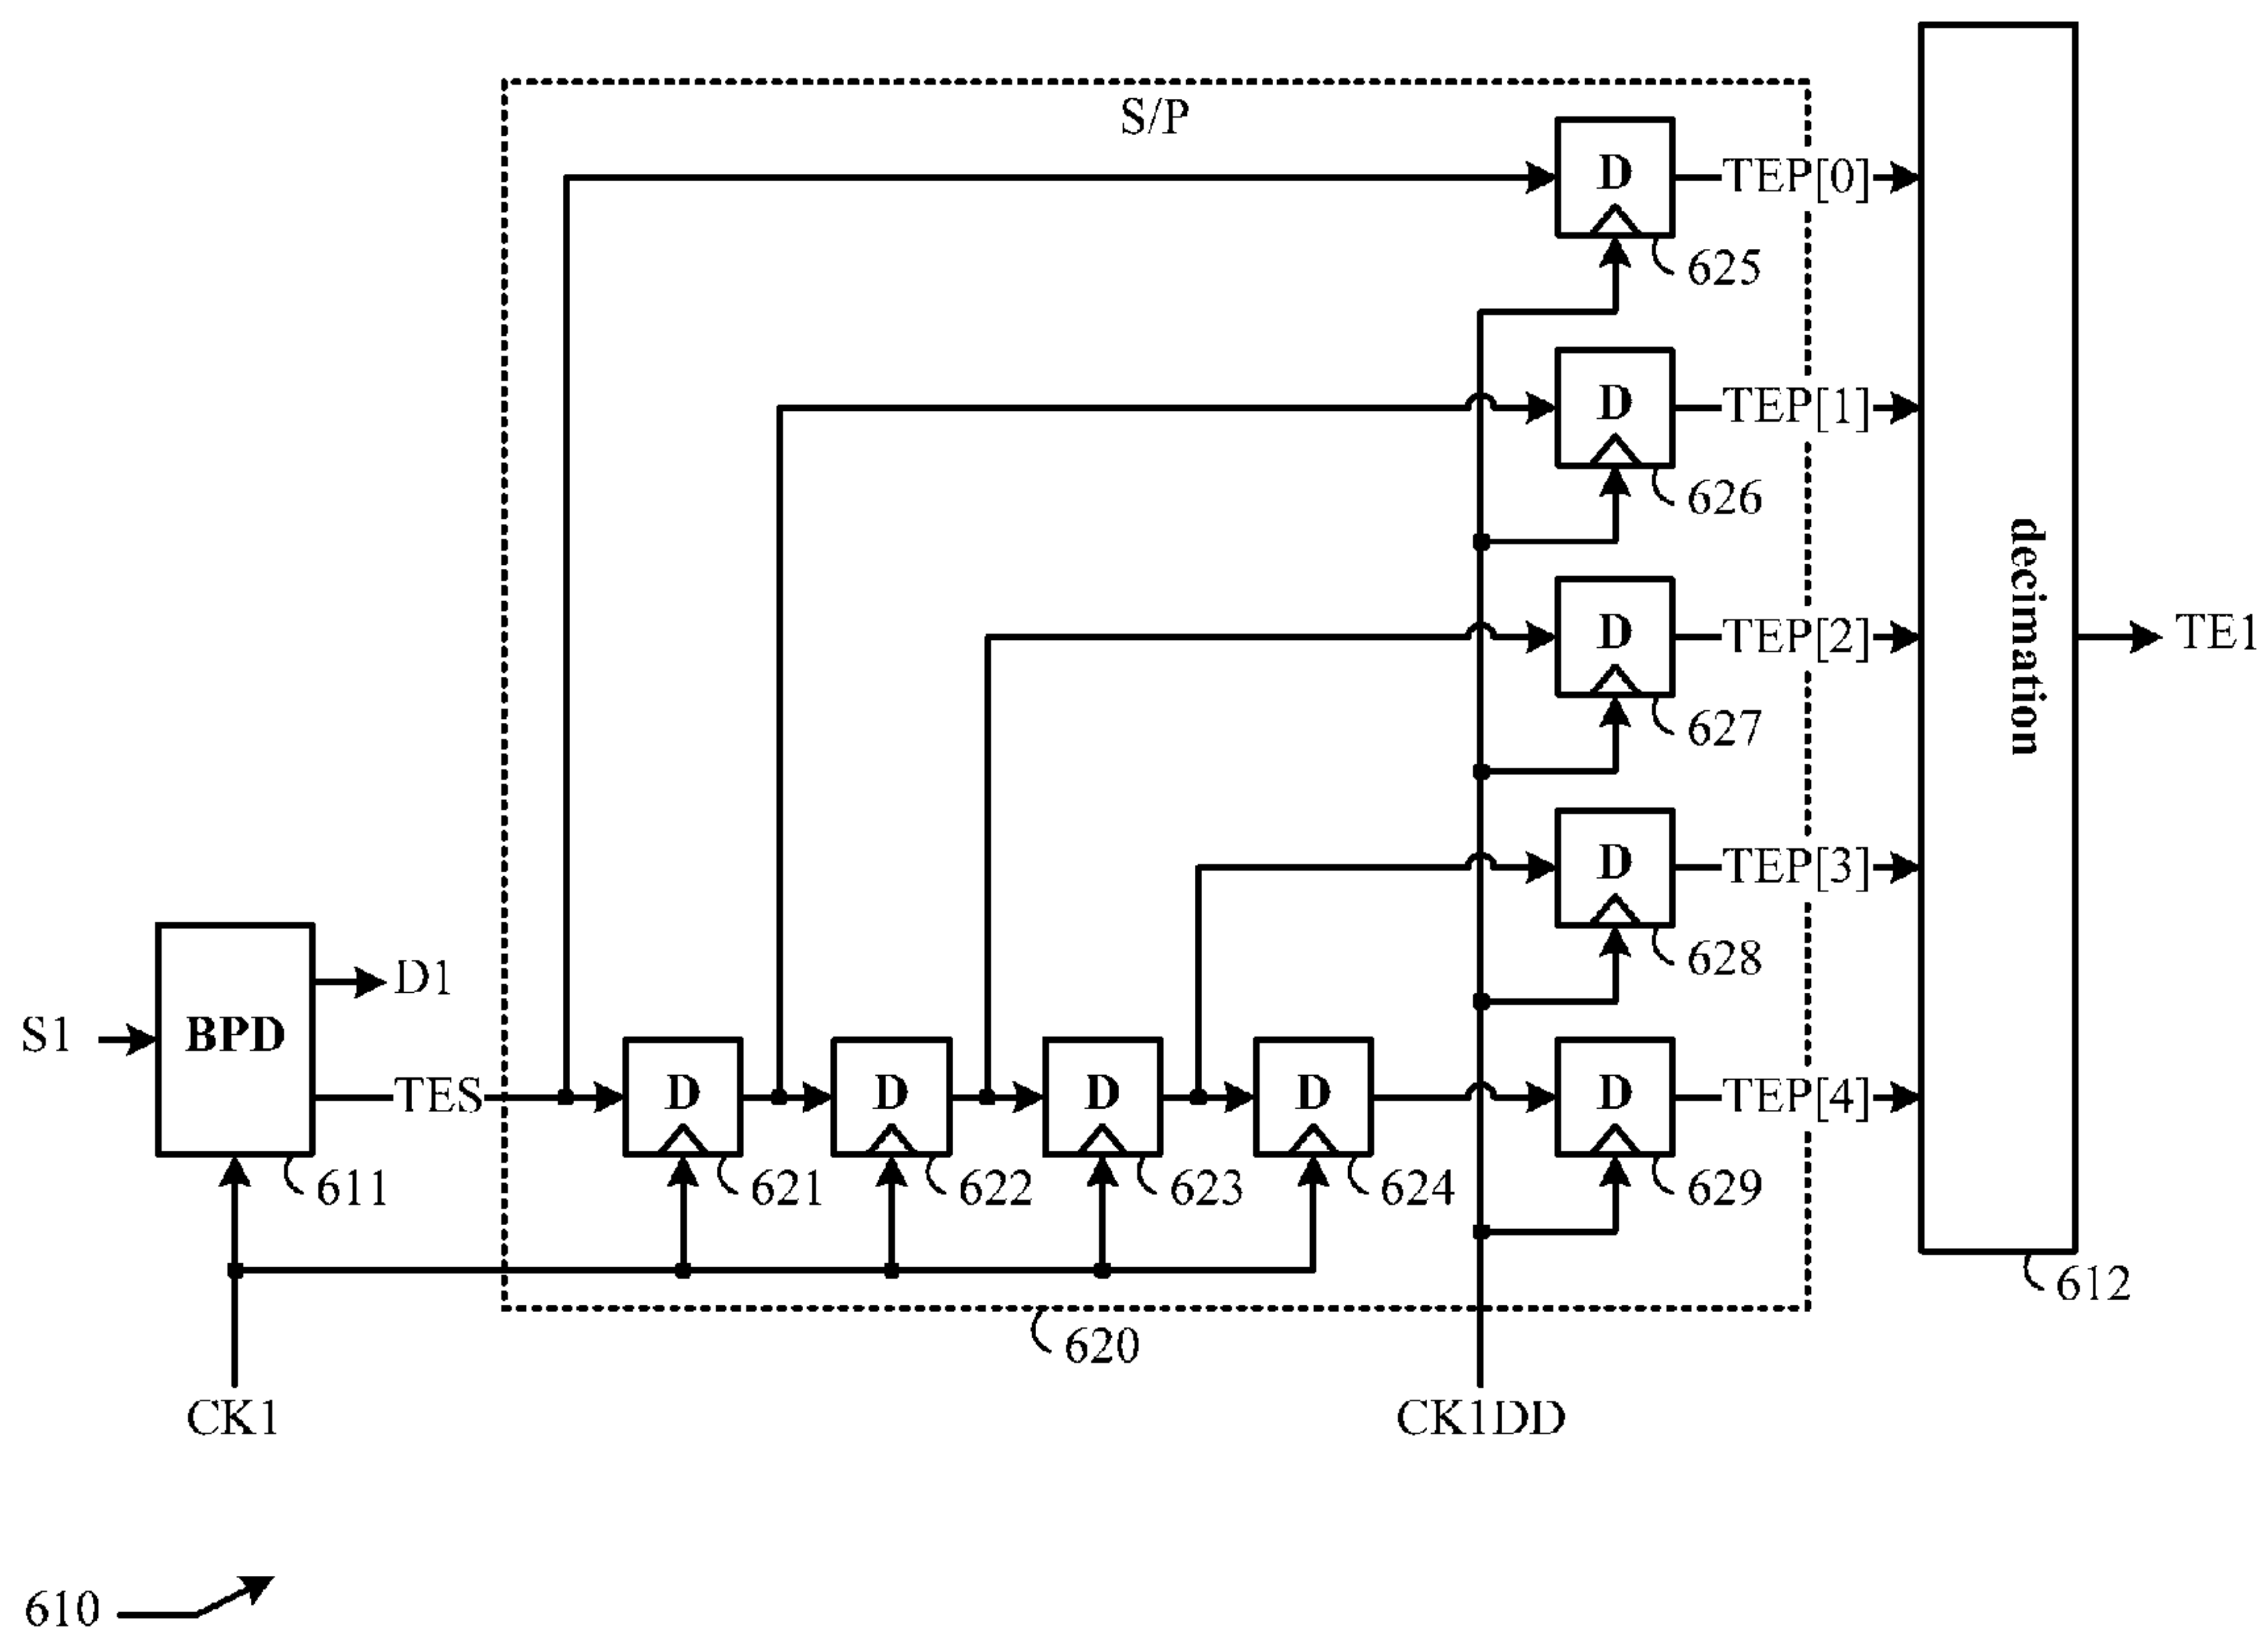 S/P
D
TEP[0]
625
D
TEP[1]
626
D
TEP[2]
627
decimation
TE1
D
TEP[3]
628
S1
BPD
D1
TES
D
D
D
D
D
TEP[4]
611
621
622
623
624
629
612
620
CK1
CK1DD
610